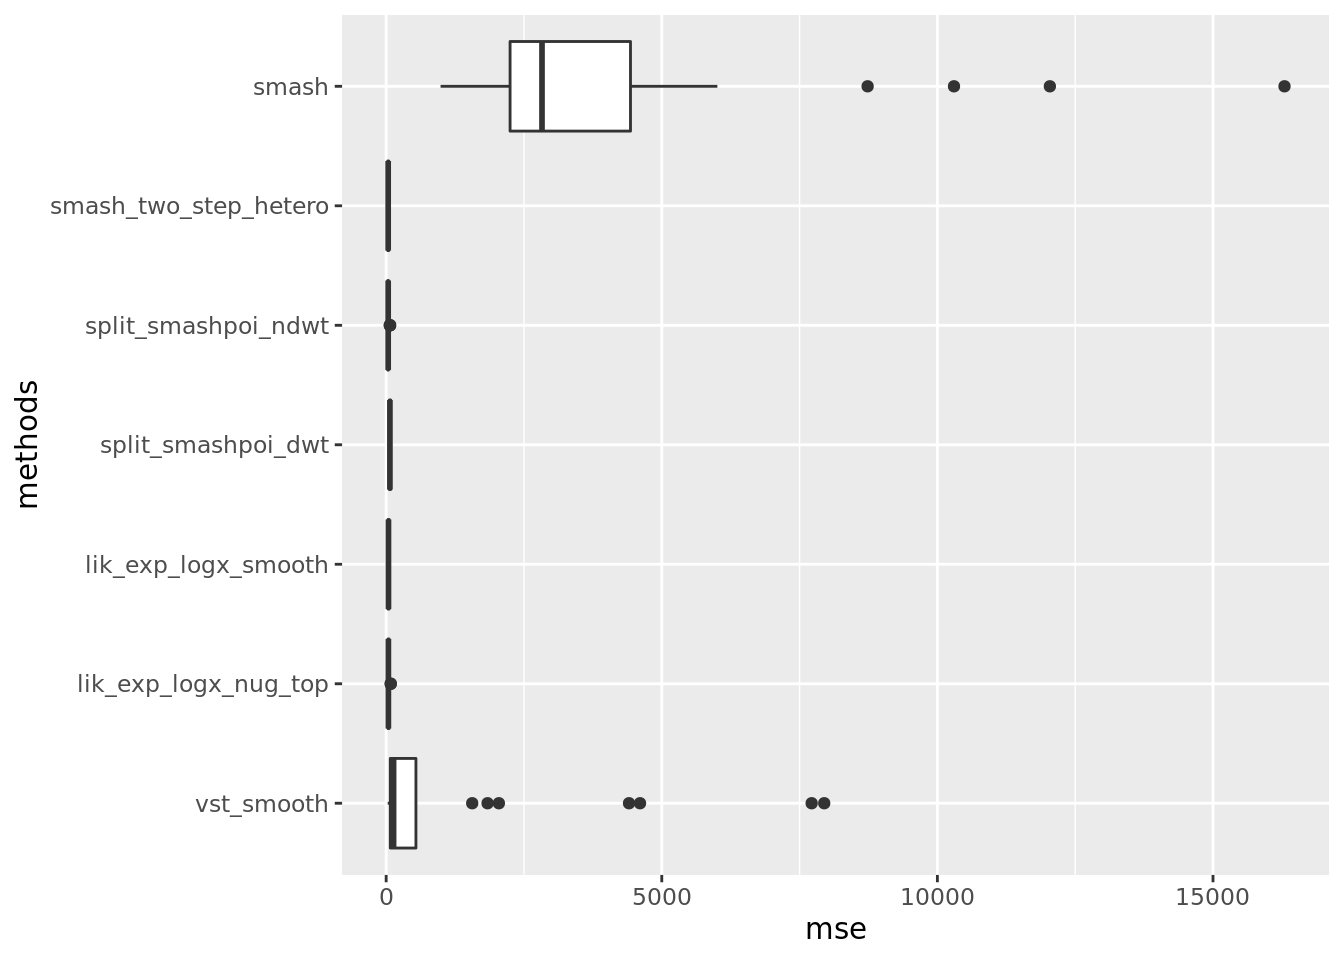 smash
smash_two_step_hetero
split_smashpoi_ndwt
split_smashpoi_dwt
lik_exp_logx_smooth
lik_exp_logx_nug_top
vst_smooth
methods
0 5000 10000 15000
mse